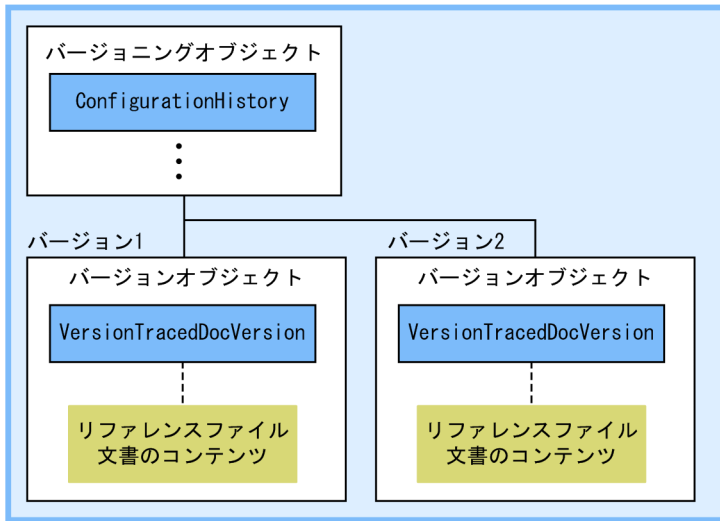 バージョニングオブジェクト
ConfigurationHistory
バージョン1
バージョン2
バージョンオブジェクト
VersionTracedDocVersion
リファレンスファイル
文書のコンテンツ
バージョンオブジェクト
VersionTracedDocVersion
リファレンスファイル
文書のコンテンツ